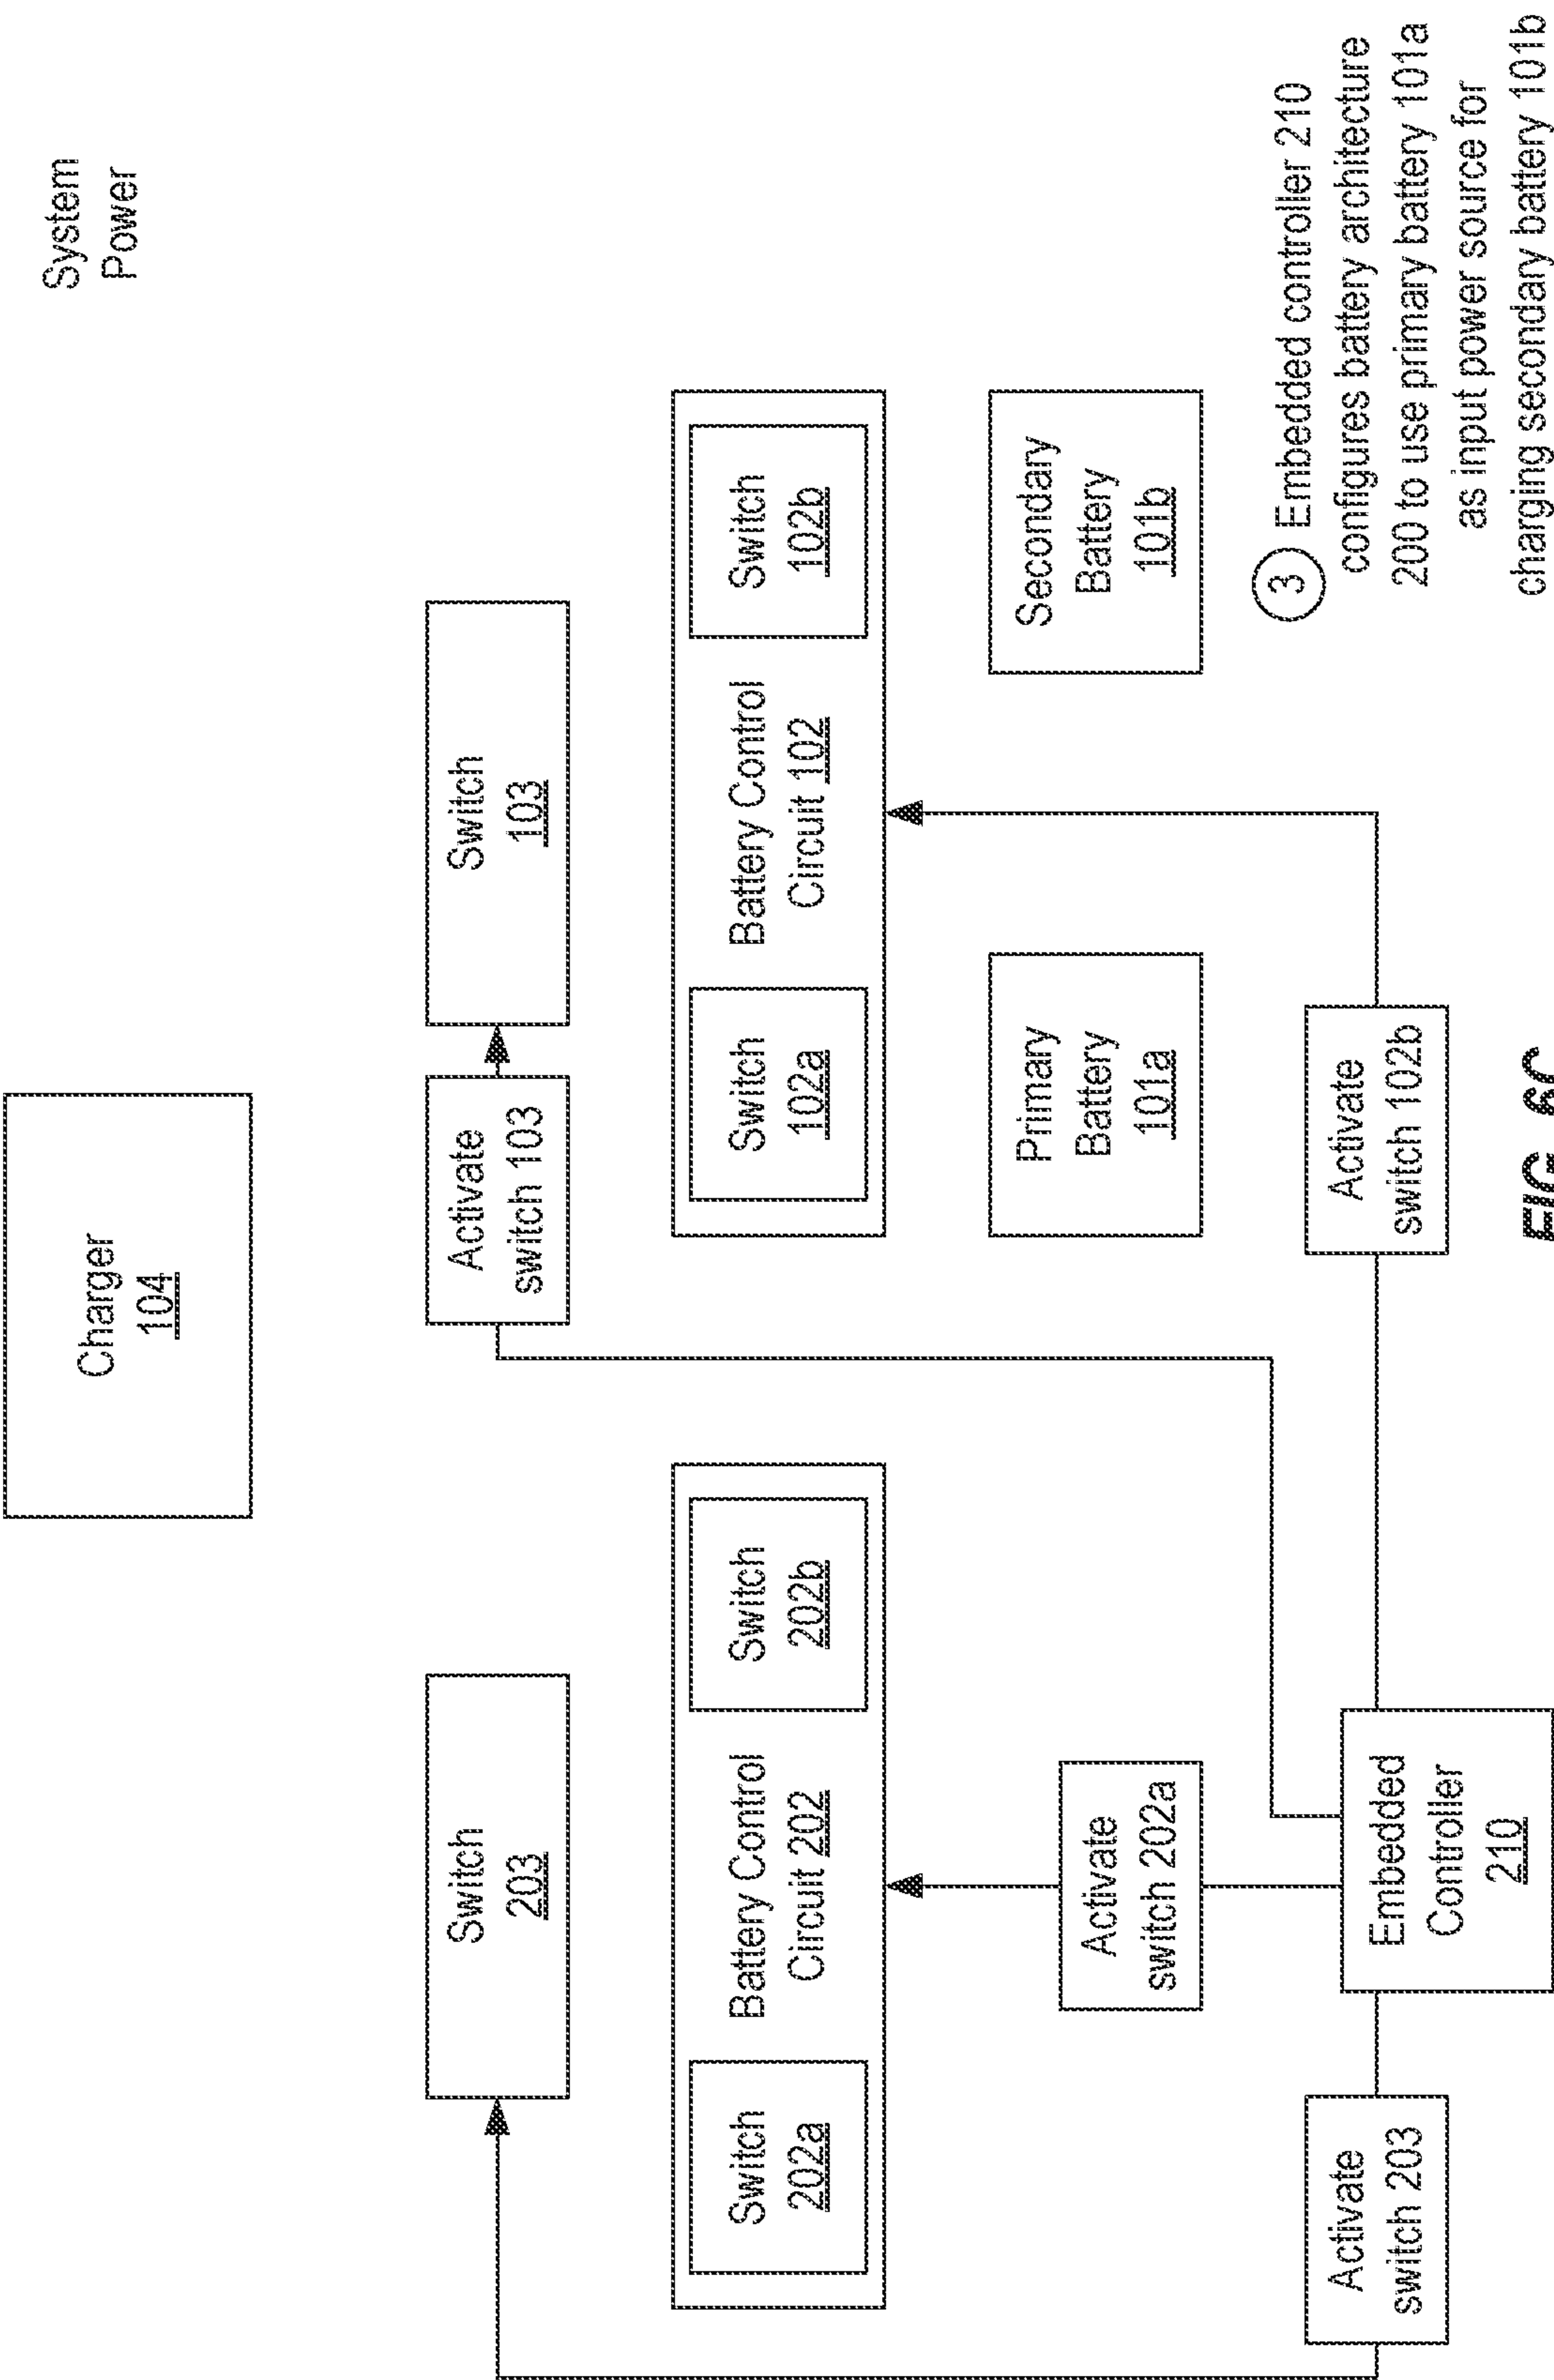 System
Power
Charger
104
Switch
203
Activate
switch 103
Switch
103
Switch
202a
Battery Control
Circuit 202
Switch
202b
Switch
102a
Battery Control
Circuit 102
Switch
102b
Primary
Battery
101a
Secondary
Battery
101b
Activate
switch 202a
Activate
switch 203
Embedded
Controller
210
Activate
switch 102b
3 Embedded controller 210
configures battery architecture
200 to use primary battery 101a
as input power source for
charging secondary battery 101b